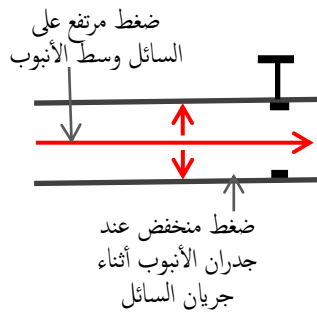 ضغط مرتفع على
السائل وسط الأنبوب
ضغط منخفض عند
جدران الأنبوب أثناء
جريان السائل